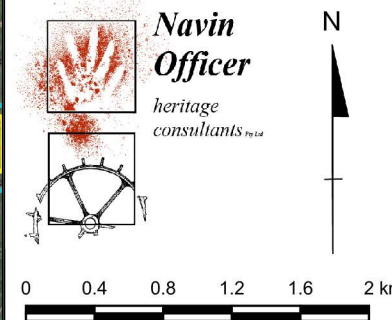 Navin
Officer
heritage
consultants Pty Ltd
N
0 0.4 0.8 1.2 1.6 2 km